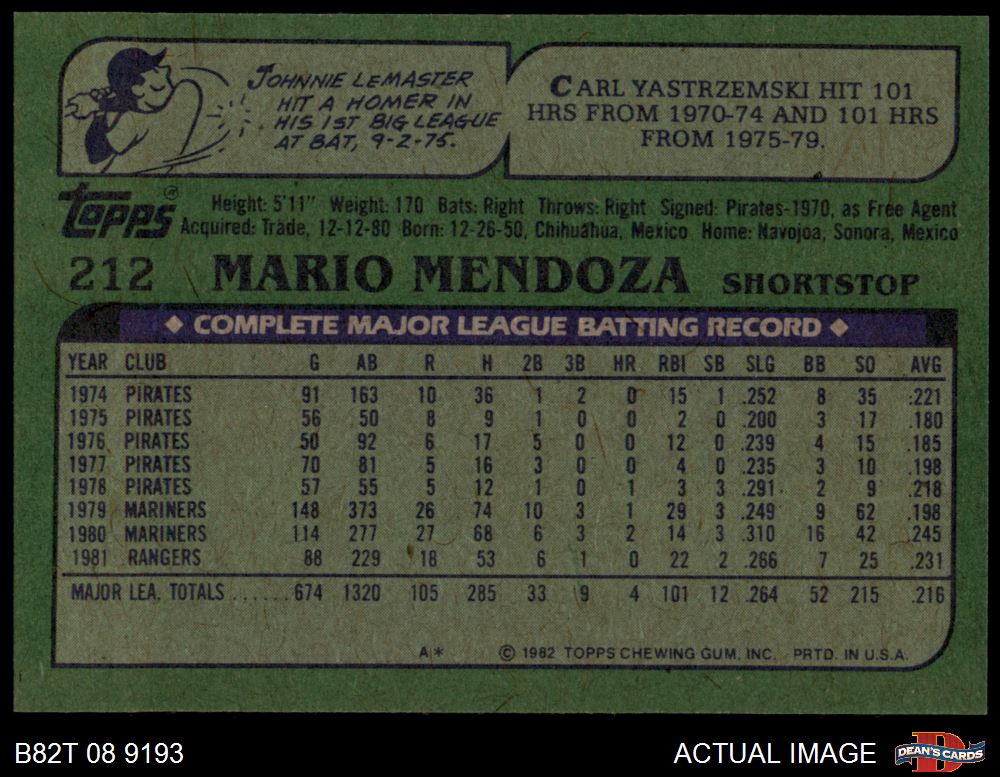 JOHNNIE LEMASTER
HIT A HOMER IN
HIS 1ST BIG LEAGUE
AT BAT, 9-2-75.
CARL YASTRZEMSKI HIT 101
HRS FROM 1970-74 AND 101 HRS
FROM 1975-79.
Topps®
Height: 5'11" Weight: 170 Bats: Right Throws: Right Signed: Pirates-1970, as Free Agent
Acquired: Trade, 12-12-80 Born: 12-26-50, Chihuahua, Mexico Home: Navojoa, Sonora, Mexico
212 MARIO MENDOZA SHORTSTOP
◆ COMPLETE MAJOR LEAGUE BATTING RECORD ◆
YEAR CLUB G AB R H 2B 3B HR RBI SB SLG BB SO AVG
1974 PIRATES 91 163 10 36 1 2 0 15 1 .252 8 35 .221
1975 PIRATES 56 50 8 9 1 0 0 2 0 .200 3 17 .180
1976 PIRATES 50 92 6 17 5 0 0 12 0 .239 4 15 .185
1977 PIRATES 70 81 5 16 3 0 0 4 0 .235 3 10 .198
1978 PIRATES 57 55 5 12 1 0 1 3 3 .291 2 9 .218
1979 MARINERS 148 373 26 74 10 3 1 29 3 .249 9 62 .198
1980 MARINERS 114 277 27 68 6 3 2 14 3 .310 16 42 .245
1981 RANGERS 88 229 18 53 6 1 0 22 2 .266 7 25 .231
MAJOR LEA. TOTALS ...... 674 1320 105 285 33 9 4 101 12 .264 52 215 .216
A* © 1982 TOPPS CHEWING GUM, INC. PRTD. IN U.S.A.
B82T 08 9193 ACTUAL IMAGE DEAN'S CARDS